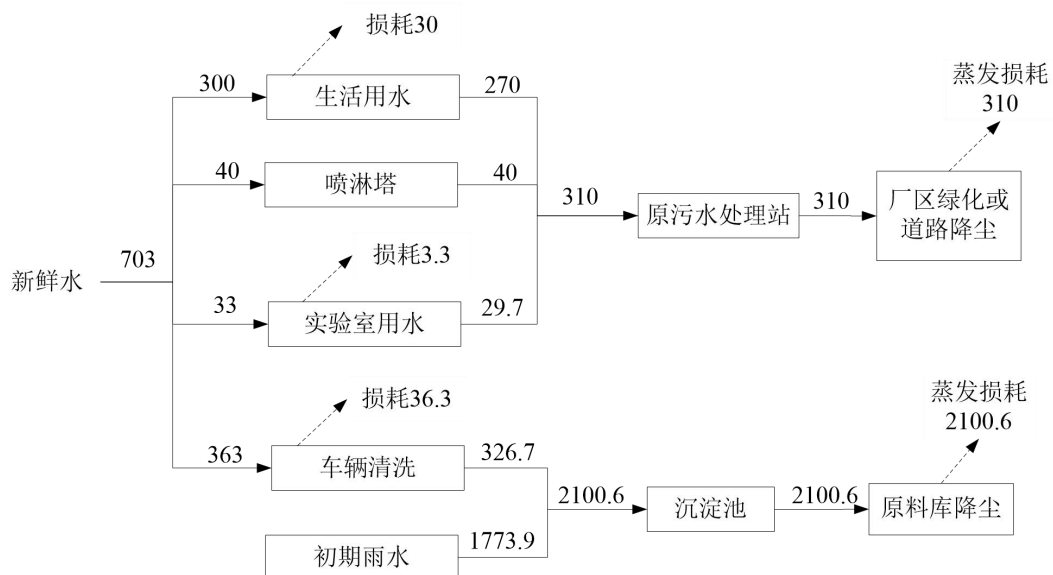 损耗30
300
生活用水
270
蒸发损耗
310
40
喷淋塔
40
310
原污水处理站
310
厂区绿化或
道路降尘
703
新鲜水
损耗3.3
33
实验室用水
29.7
损耗36.3
363
车辆清洗
326.7
蒸发损耗
2100.6
2100.6
沉淀池
2100.6
原料库降尘
初期雨水
1773.9